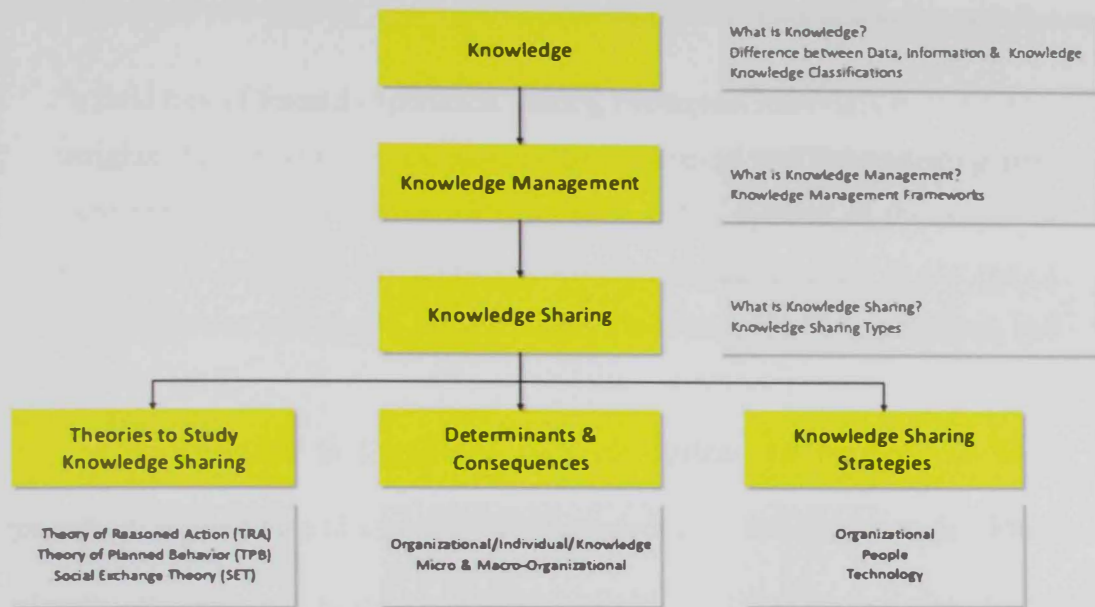 Knowledge
What is Knowledge?
Difference between Data, Information & Knowledge
Knowledge Classifications
Knowledge Management
What is Knowledge Management?
Knowledge Management Frameworks
Knowledge Sharing
What is Knowledge Sharing?
Knowledge Sharing Types
Theories to Study
Knowledge Sharing
Determinants &
Consequences
Knowledge Sharing
Strategies
Theory of Reasoned Action (TRA)
Theory of Planned Behavior (TPB)
Social Exchange Theory (SET)
Organizational/Individual/Knowledge
Micro & Macro-Organizational
Organizational
People
Technology